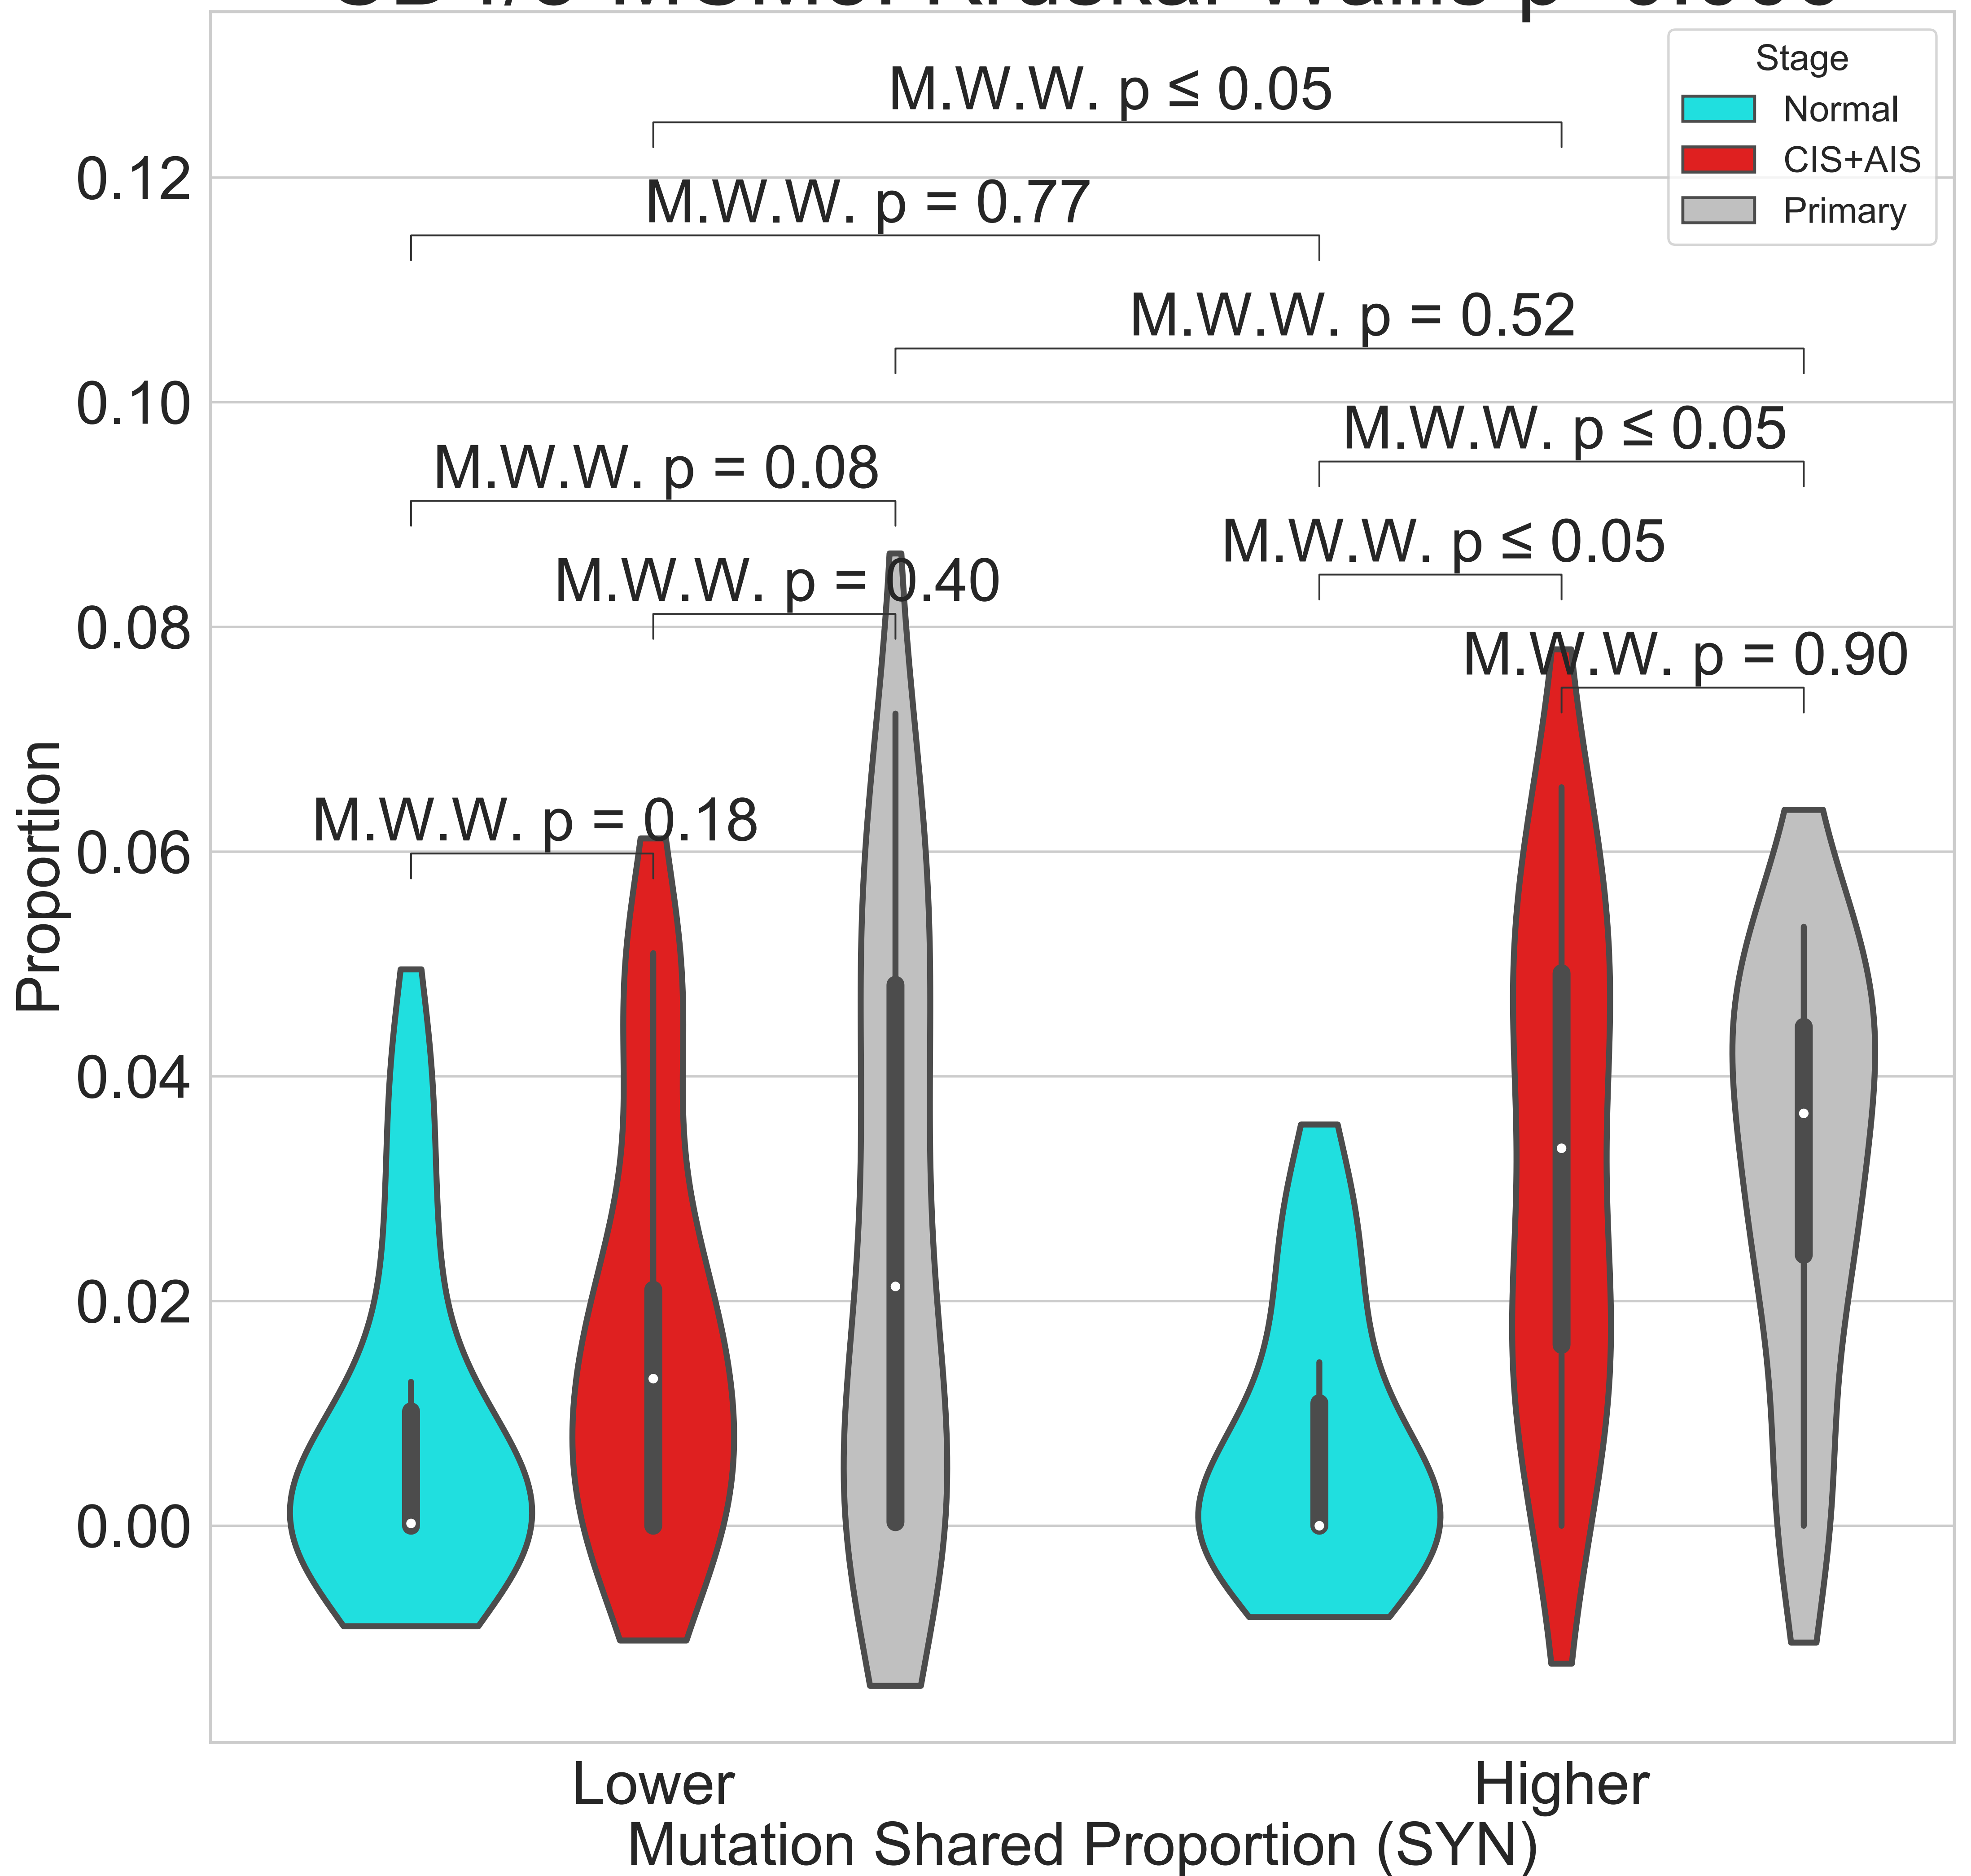 Stage
Normal
CIS+AIS
Primary
M.W.W. p ≤ 0.05
M.W.W. p = 0.77
M.W.W. p = 0.52
M.W.W. p ≤ 0.05
M.W.W. p = 0.08
M.W.W. p ≤ 0.05
M.W.W. p = 0.40
M.W.W. p = 0.90
M.W.W. p = 0.18
0.12
0.10
0.08
0.06
0.04
0.02
0.00
Proportion
Lower
Higher
Mutation Shared Proportion (SYN)